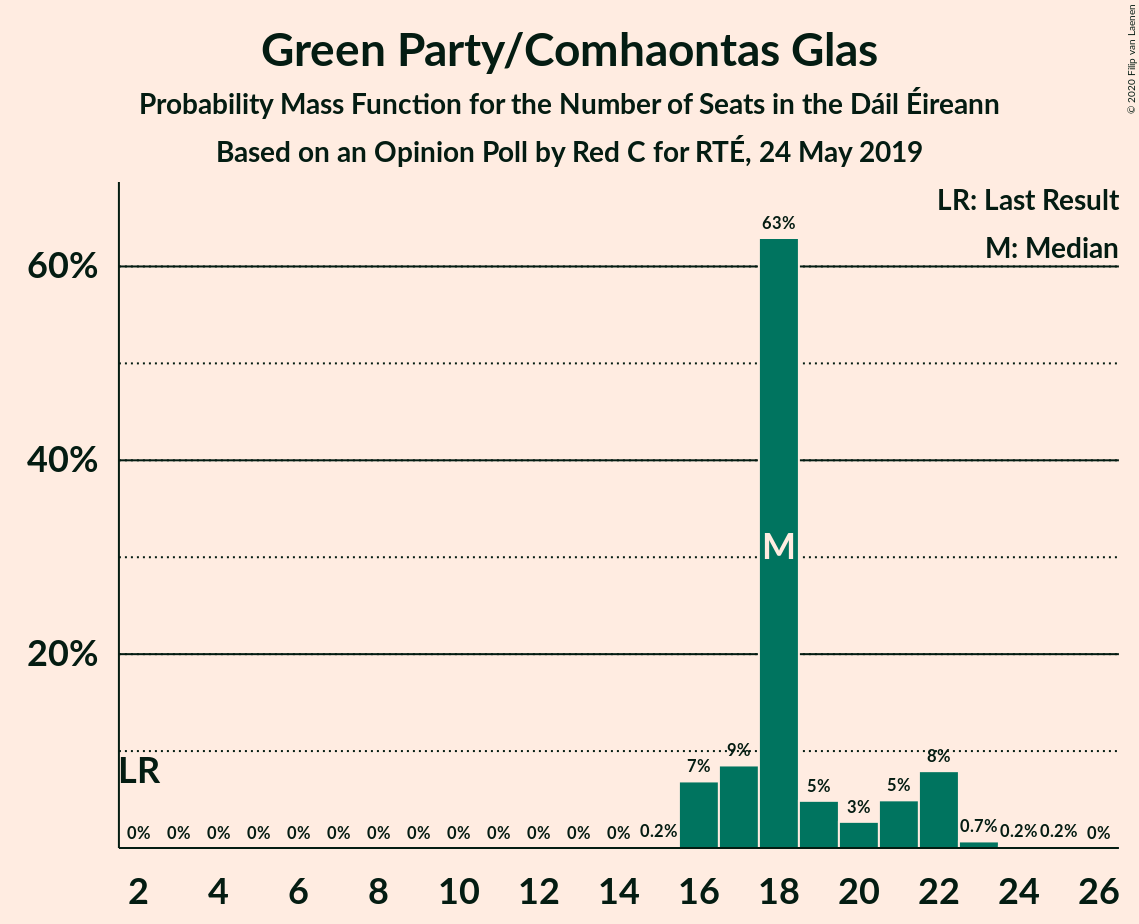 Green Party/Comhaontas Glas
Probability Mass Function for the Number of Seats in the Dáil Éireann
Based on an Opinion Poll by Red C for RTÉ, 24 May 2019
© 2020 Filip van Laenen
LR: Last Result
M: Median
63%
60%
40%
M
20%
9%
8%
7%
LR
5%
5%
3%
0% 0% 0% 0% 0% 0% 0% 0% 0% 0% 0% 0% 0% 0.2% 0.7% 0.2% 0.2% 0%
2 4 6 8 10 12 14 16 18 20 22 24 26